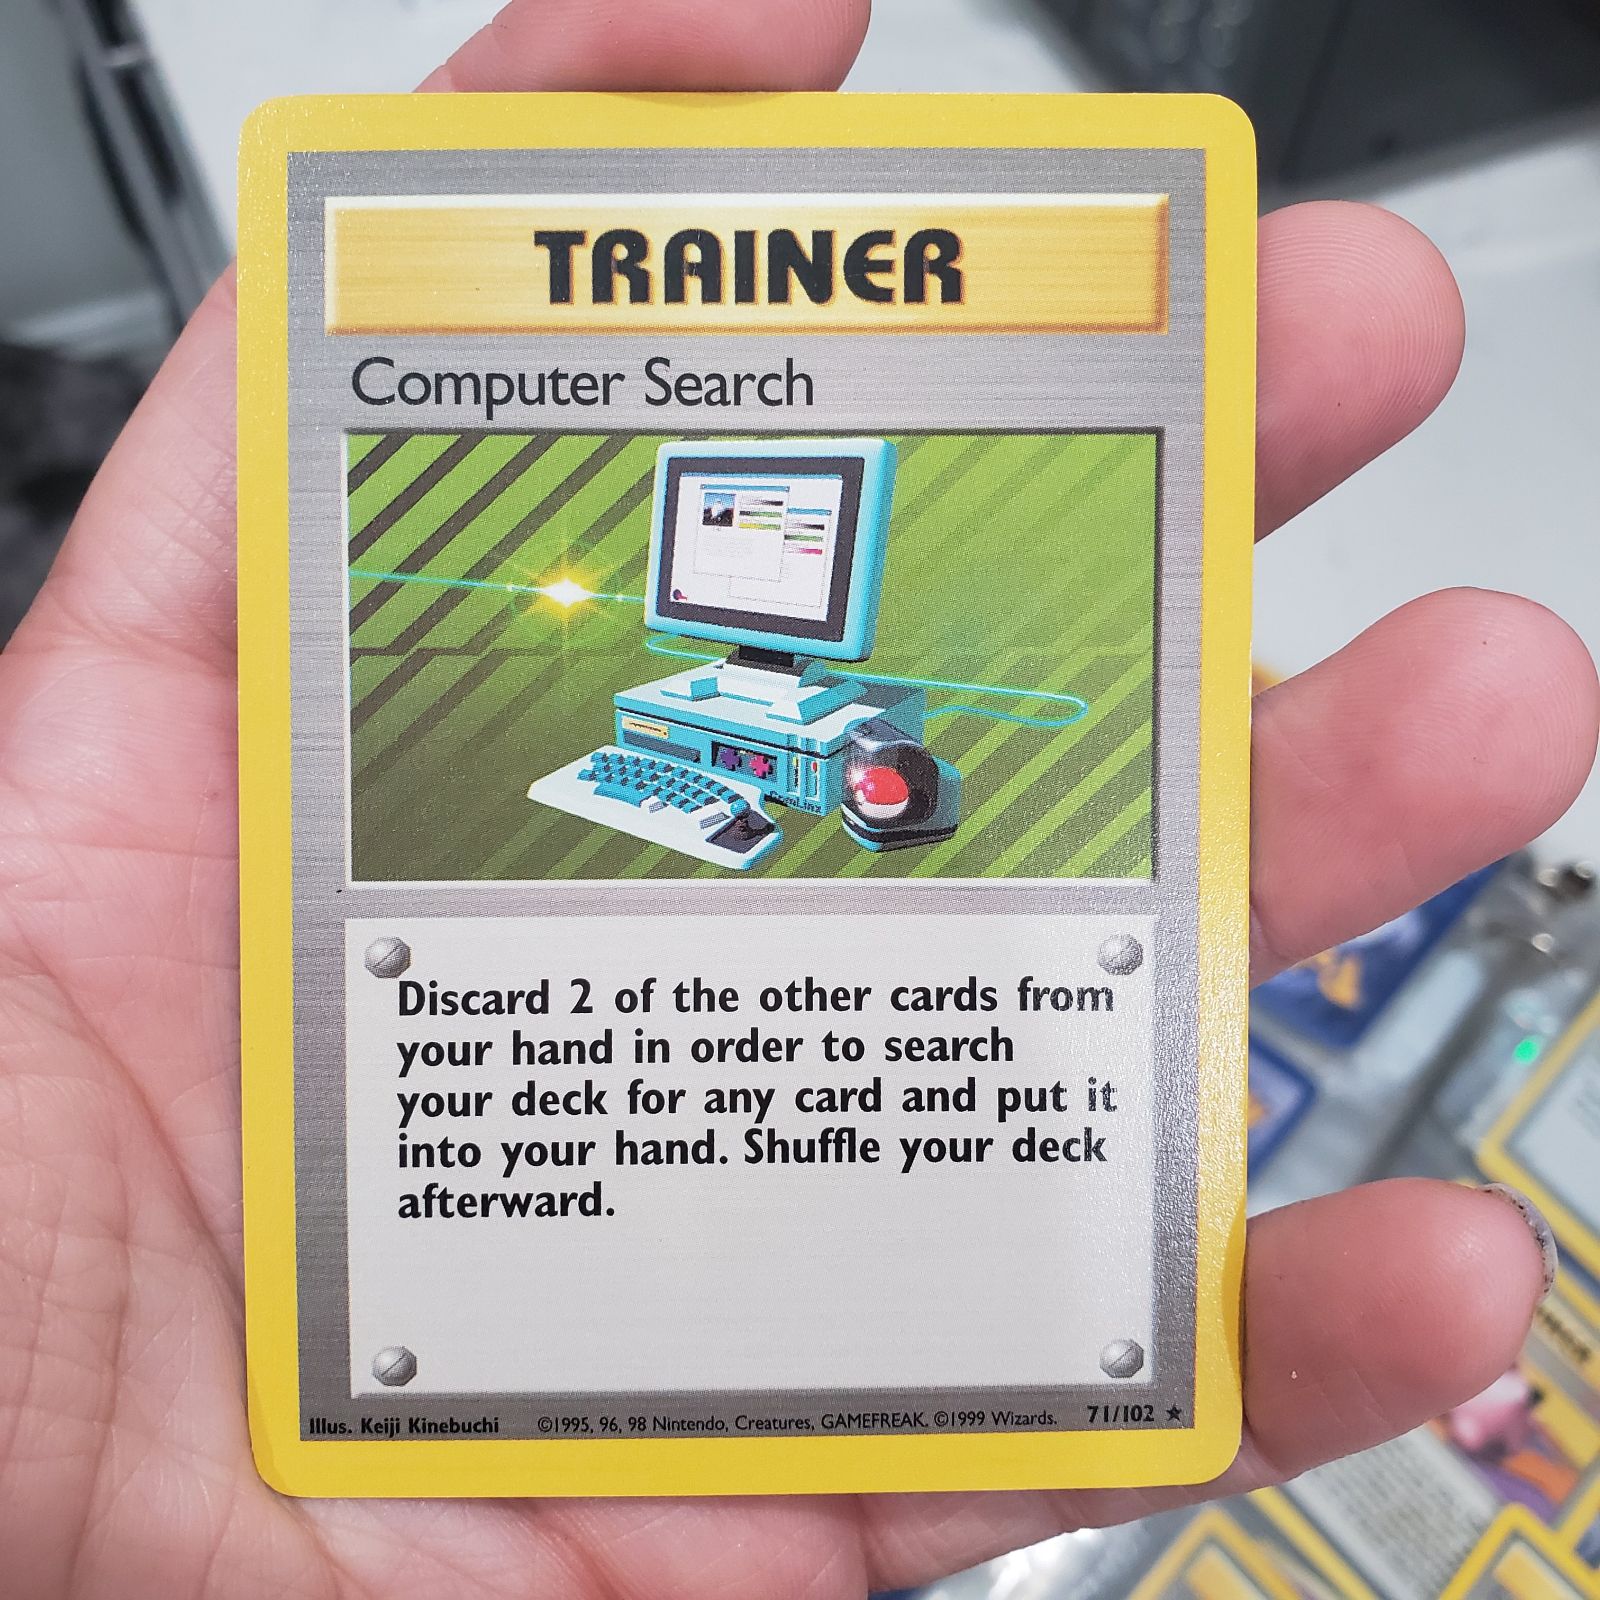 TRAINER
Computer Search
Discard 2 of the other cards from
your hand in order to search
your deck for any card and put it
into your hand. Shuffle your deck
afterward.
Illus. Keiji Kinebuchi ©1995, 96, 98 Nintendo, Creatures, GAMEFREAK. ©1999 Wizards. 71/102 ★